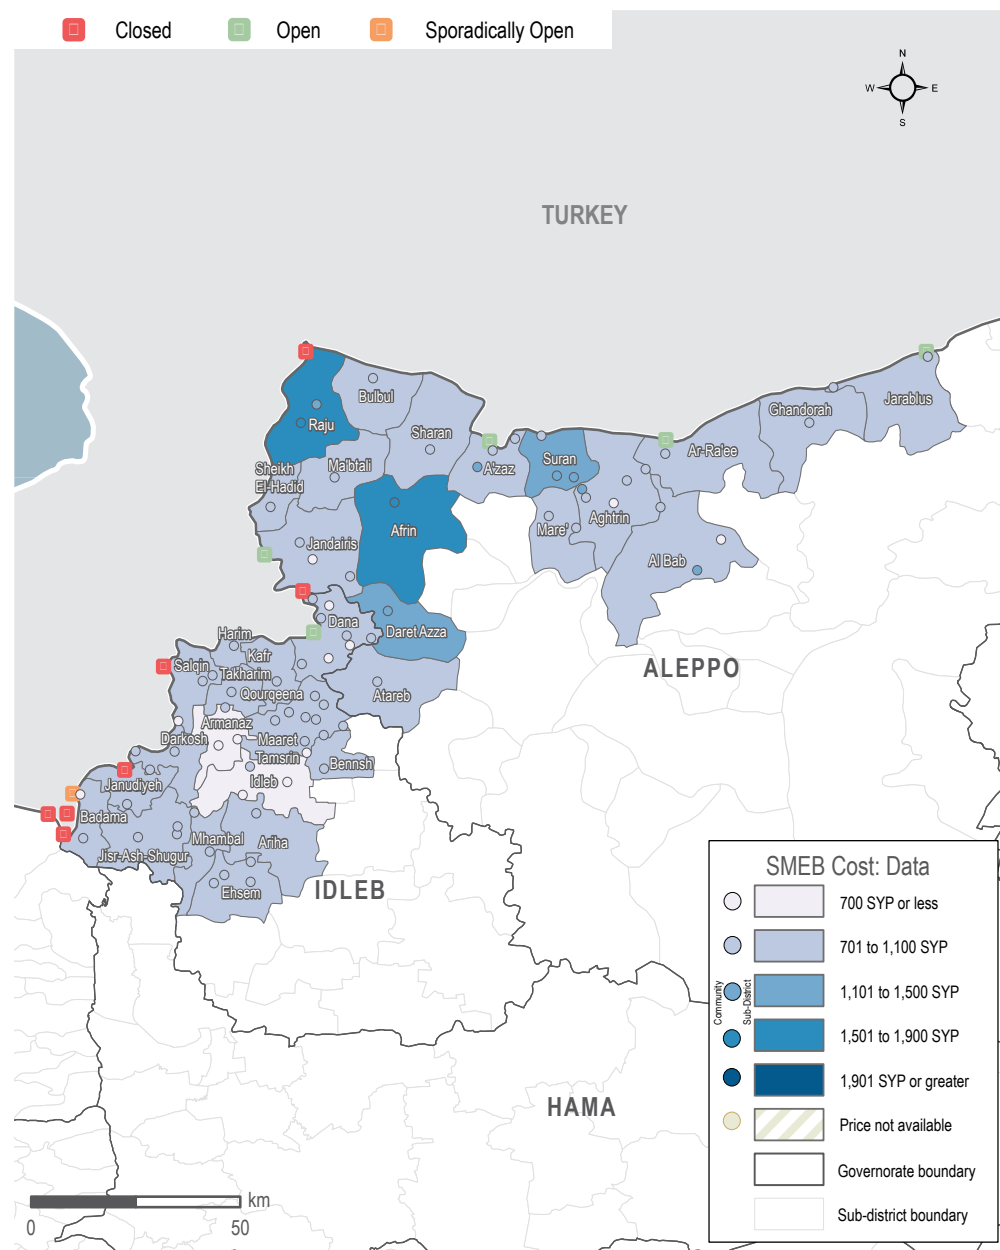 Closed Open Sporadically Open
N
W E
S
TURKEY
Bulbul
Raju
Sharan
Ghandorah
Jarablus
Sheikh
El-Hadid
Ma'btali
A'zaz
Suran
Ar-Ra'ee
Afrin
Mare'
Aghtrin
Jandairis
Al Bab
Dana
Daret Azza
Harim
Kafr
Takharim
Salqin
Qourqeena
Atareb
ALEPPO
Armanaz
Darkosh
Maaret
Tamsrin
Bennsh
Janudiyeh
Idleb
Badama
Mhambal
Ariha
Jisr-Ash-Shugur
Ehsem
IDLEB
HAMA
SMEB Cost: Data
Community
Sub-District
700 SYP or less
701 to 1,100 SYP
1,101 to 1,500 SYP
1,501 to 1,900 SYP
1,901 SYP or greater
Price not available
Governorate boundary
Sub-district boundary
km
0 50